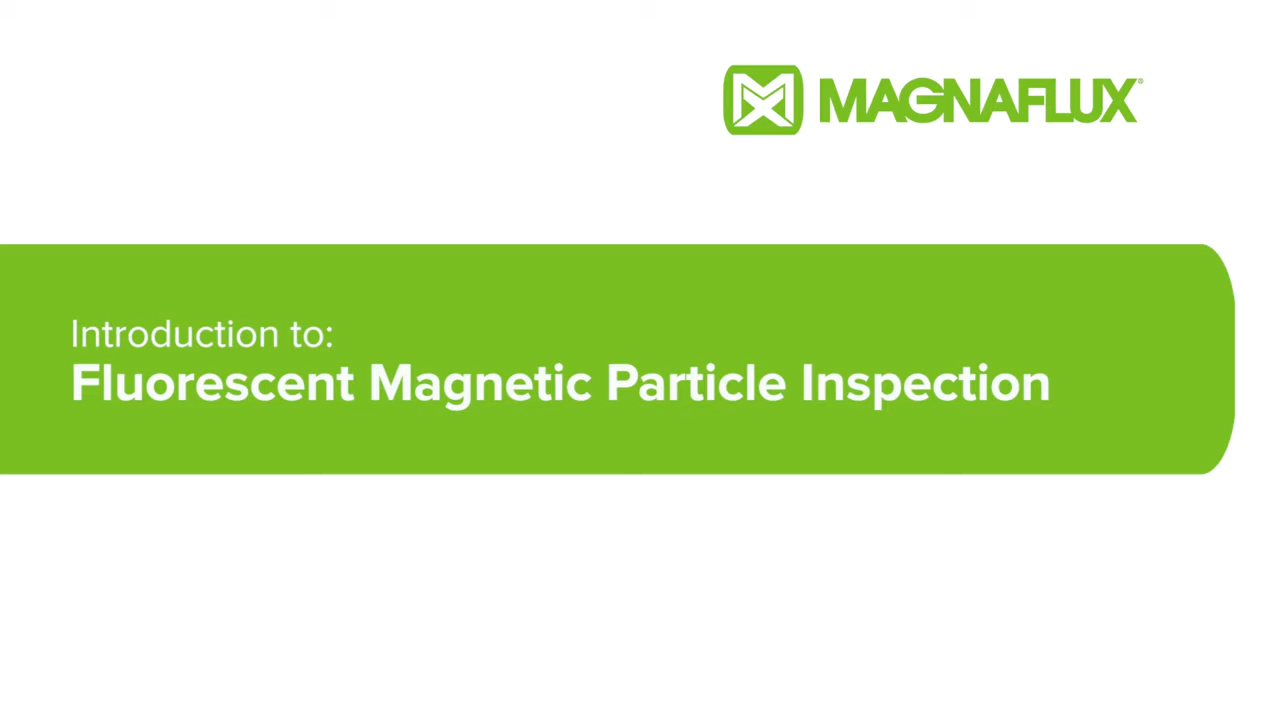 MAGNAFLUX®
Introduction to:
Fluorescent Magnetic Particle Inspection